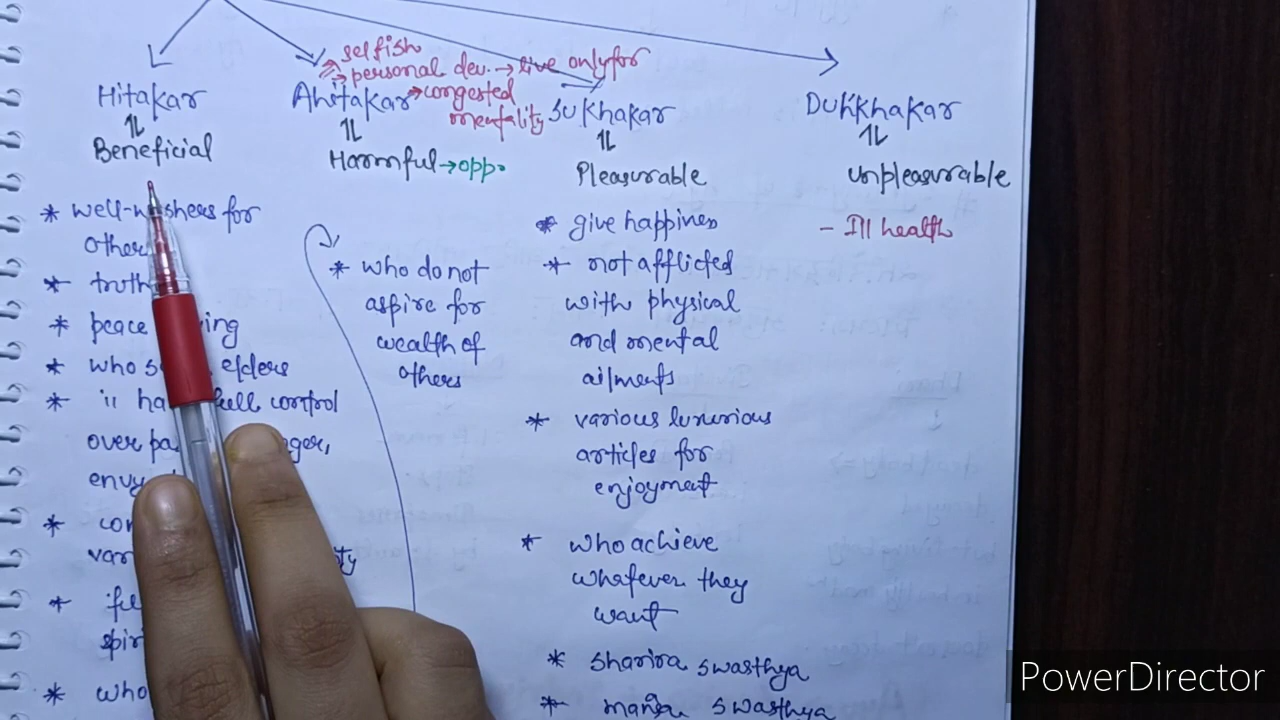 selfish
personal dev. → live only for
Hitakar
Ahitakar → congested
mentality
Sukhakar
Dukkhakar
Beneficial
Harmful → opp.
Pleasurable
unpleasurable
* well-wishers for
other
* truth
* peace
* who elders
* full control
over
envy
* who do not
aspire for
wealth of
others
* give happiness
* not afflicted
with physical
and mental
ailments
* various luxurious
articles for
enjoyment
* who achieve
whatever they
want
* sharira swasthya
* swasthya
- Ill health
* who
PowerDirector